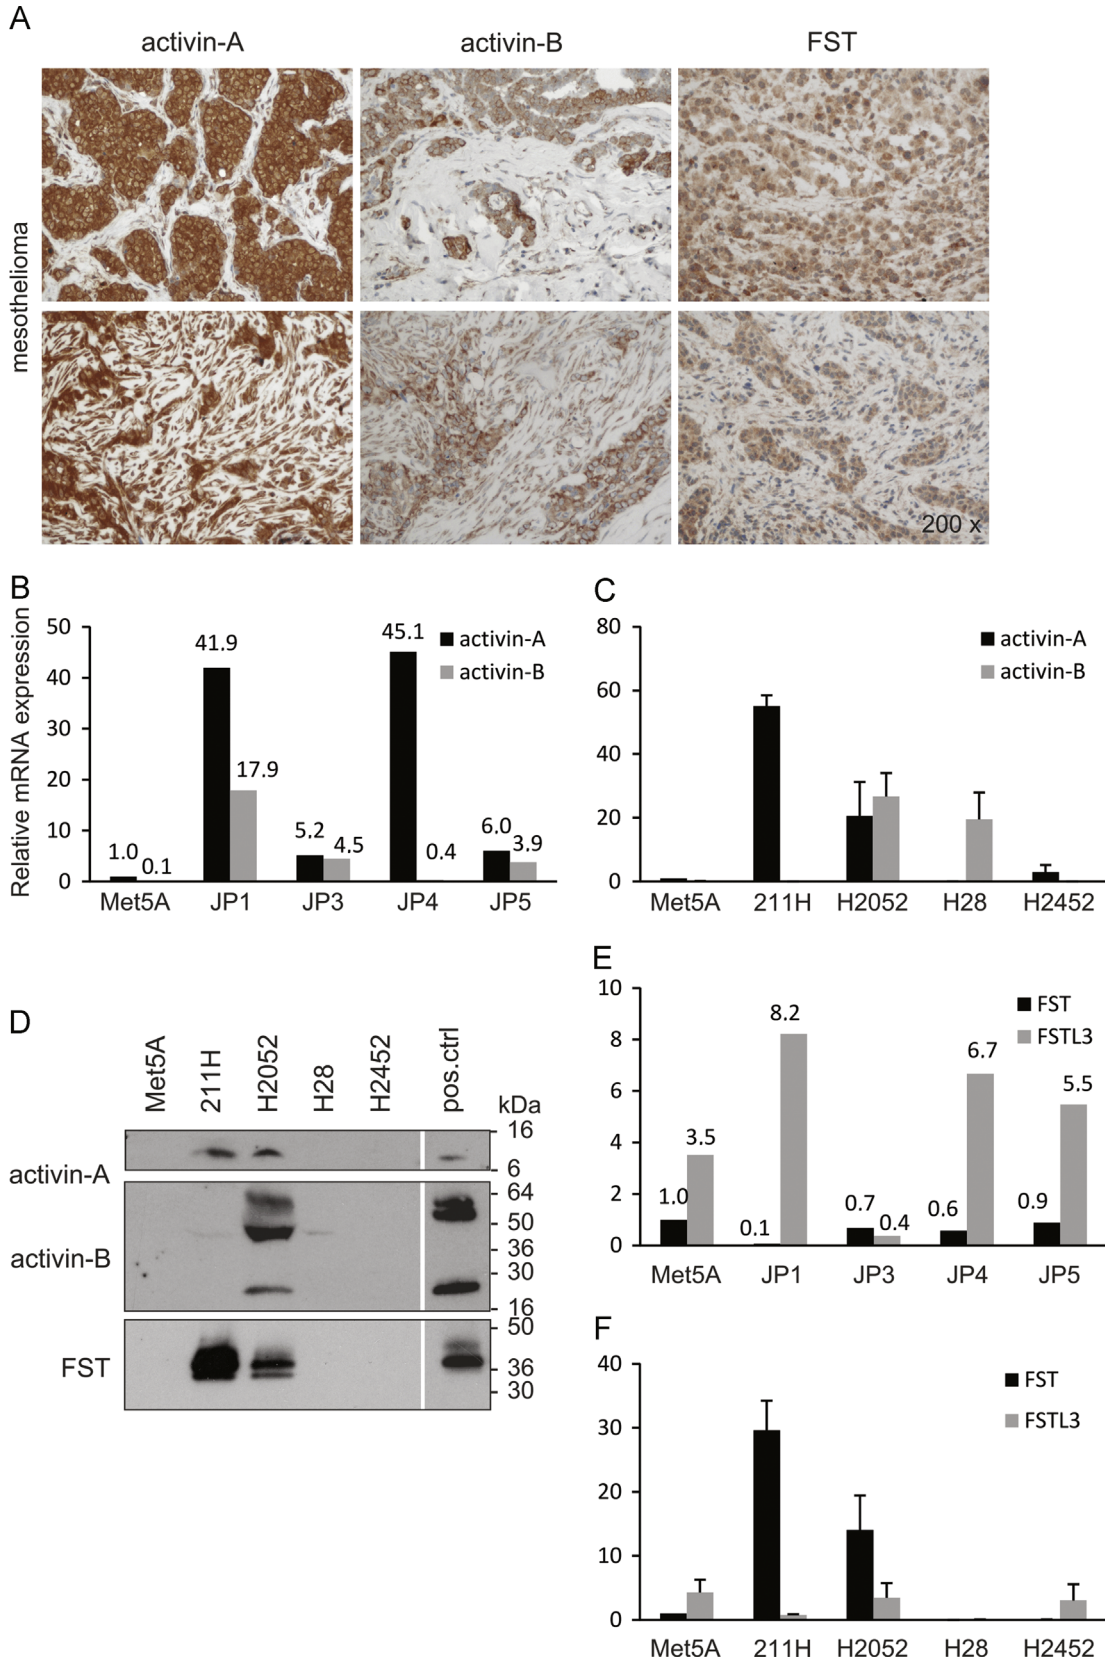 A
activin-A activin-B FST
mesothelioma
200 x
B
Relative mRNA expression
50
40
30
20
10
0
activin-A
activin-B
1.0 0.1 41.9 17.9 5.2 4.5 45.1 0.4 6.0 3.9
Met5A JP1 JP3 JP4 JP5
C
80
60
40
20
0
activin-A
activin-B
Met5A 211H H2052 H28 H2452
D
Met5A 211H H2052 H28 H2452 pos.ctrl
kDa
activin-A
16
6
activin-B
64
50
36
30
16
FST
50
36
30
E
10
8
6
4
2
0
FST
FSTL3
1.0 3.5 0.1 8.2 0.7 0.4 0.6 6.7 0.9 5.5
Met5A JP1 JP3 JP4 JP5
F
40
30
20
10
0
FST
FSTL3
Met5A 211H H2052 H28 H2452